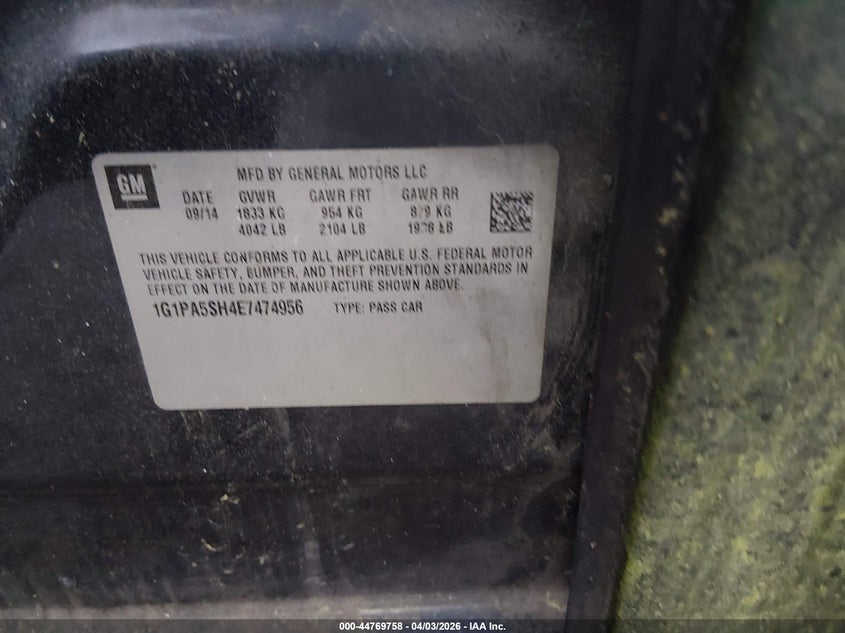 GM
MFD BY GENERAL MOTORS LLC
DATE GVWR GAWR FRT GAWR RR
09/14 1833 KG 954 KG 879 KG
4042 LB 2104 LB LB
THIS VEHICLE CONFORMS TO ALL APPLICABLE U.S. FEDERAL MOTOR
VEHICLE SAFETY, BUMPER, AND THEFT PREVENTION STANDARDS IN
EFFECT ON THE DATE OF MANUFACTURE SHOWN ABOVE.
1G1PA5SH4E7474956 TYPE: PASS CAR
000-44769758 - 04/03/2026 - IAA Inc.